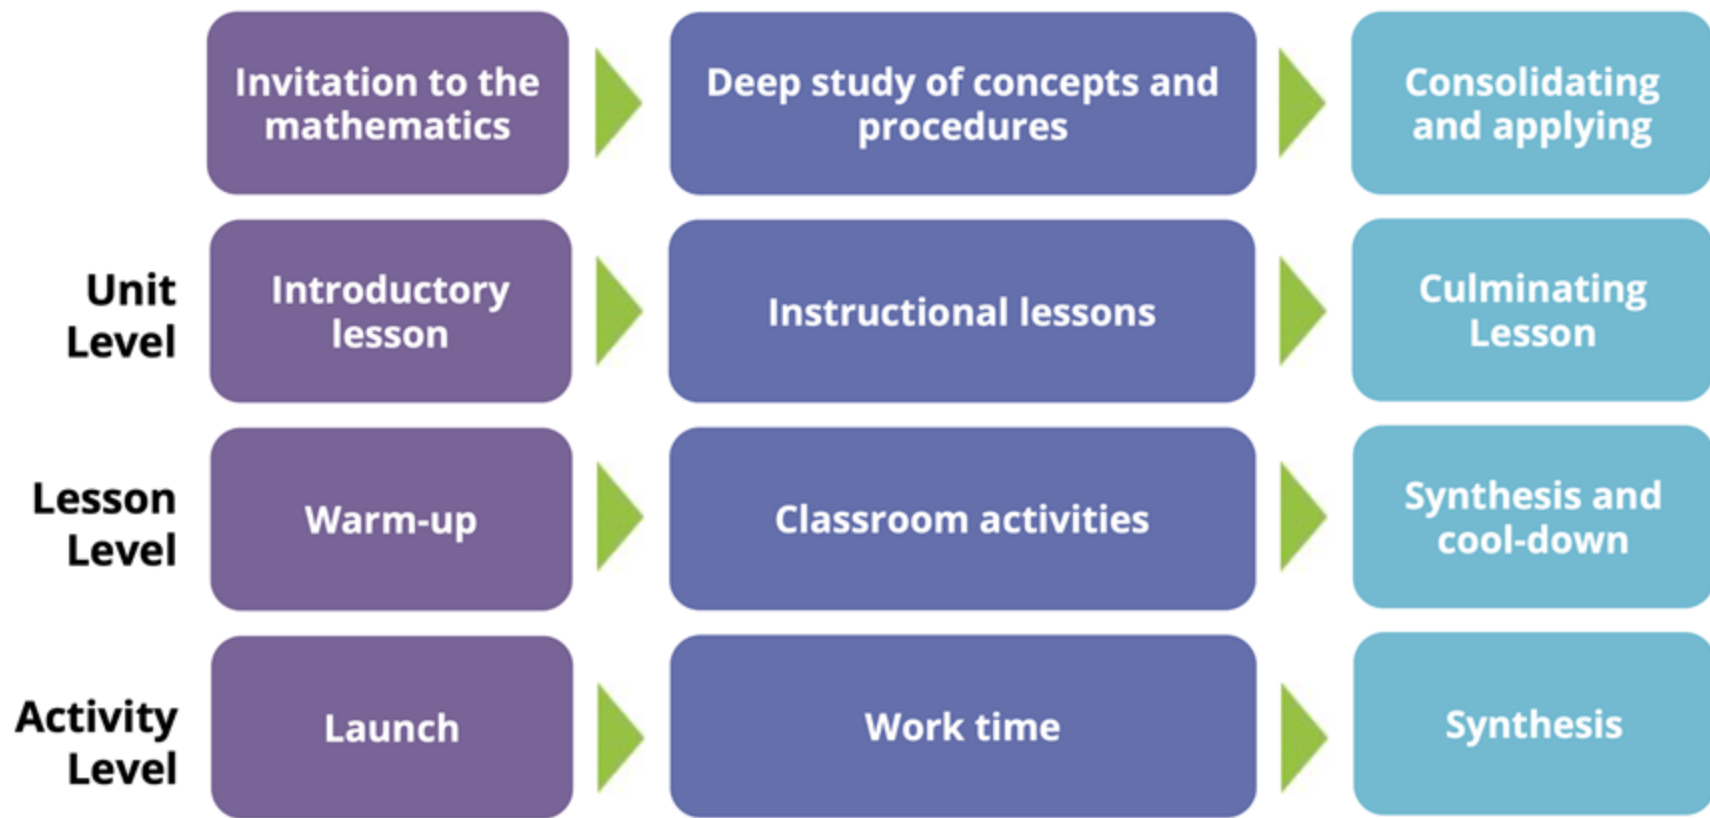 Invitation to the
mathematics
Deep study of concepts and
procedures
Consolidating
and applying
Unit
Level
Introductory
lesson
Instructional lessons
Culminating
Lesson
Lesson
Level
Warm-up
Classroom activities
Synthesis and
cool-down
Activity
Level
Launch
Work time
Synthesis